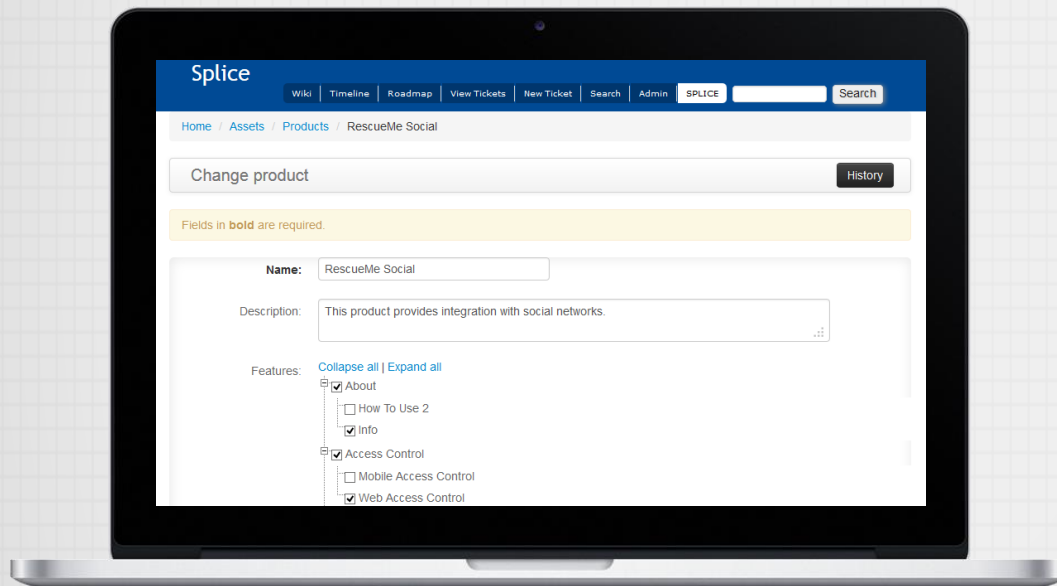 Splice
Wiki Timeline Roadmap View Tickets New Ticket Search Admin SPLICE Search
Home / Assets / Products / RescueMe Social
Change product History
Fields in bold are required.
Name: RescueMe Social
Description: This product provides integration with social networks.
Features: Collapse all | Expand all
About
How To Use 2
Info
Access Control
Mobile Access Control
Web Access Control